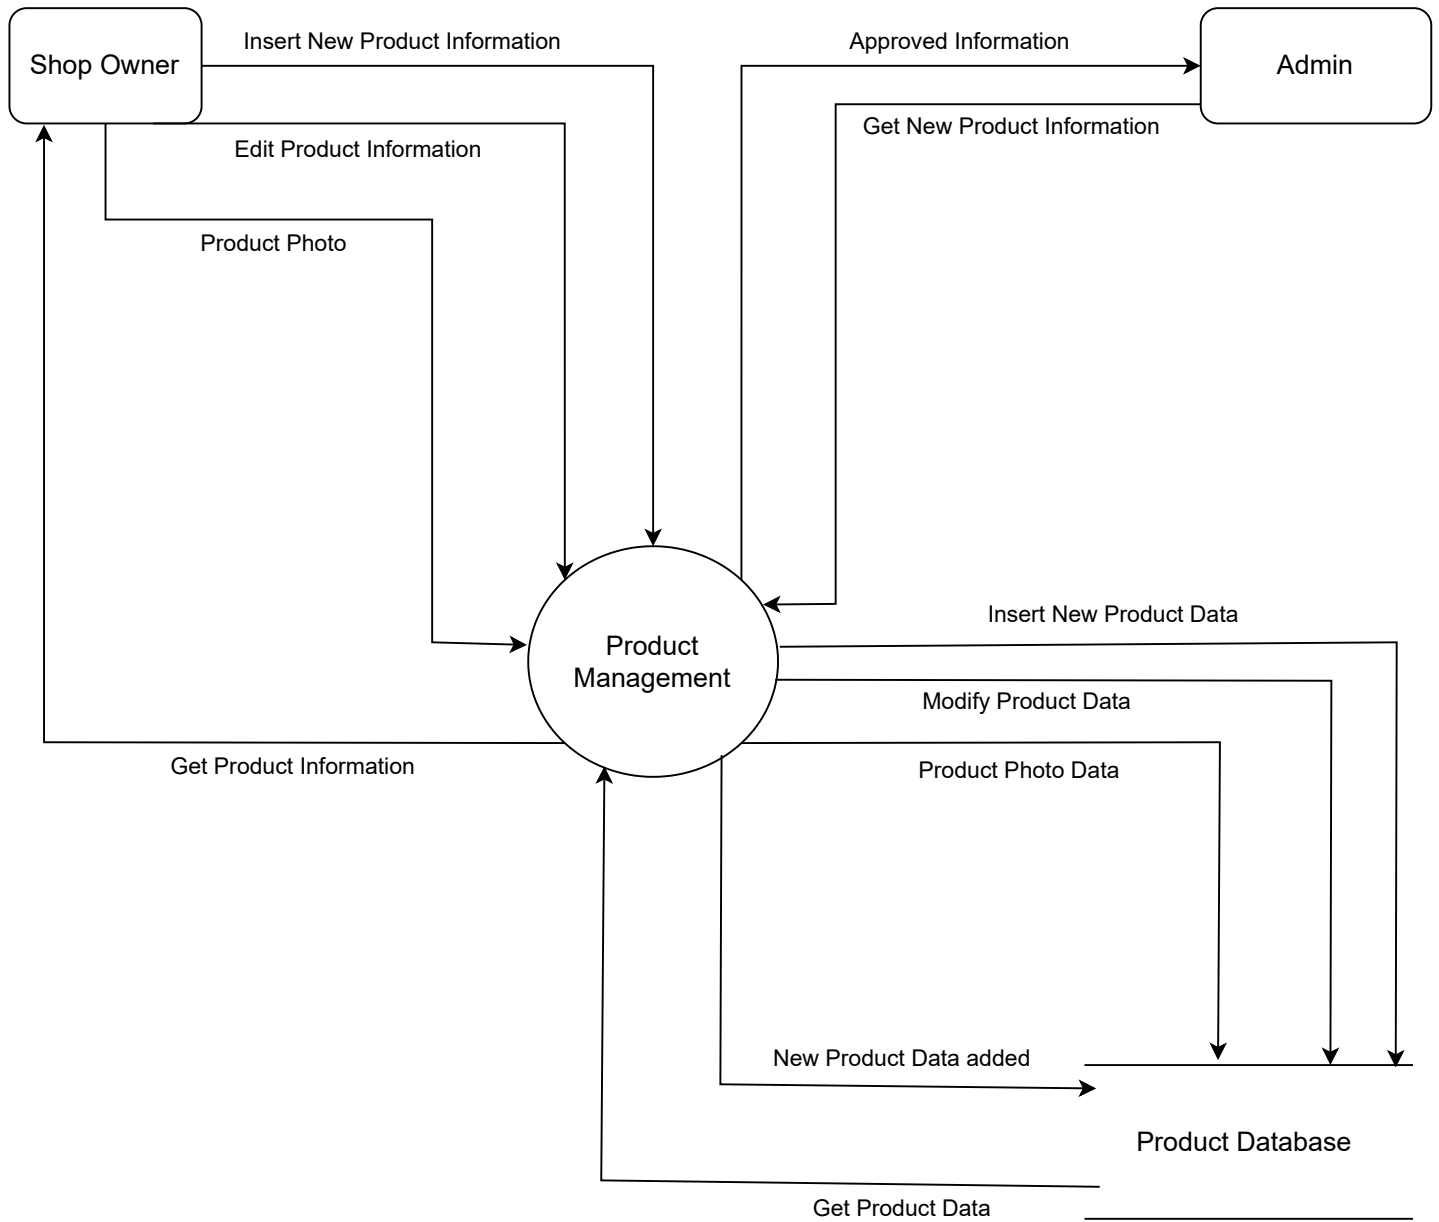 Insert New Product Information
Approved Information
Shop Owner
Admin
Get New Product Information
Edit Product Information
Product Photo
Insert New Product Data
Product
Management
Modify Product Data
Get Product Information
Product Photo Data
New Product Data added
Product Database
Get Product Data